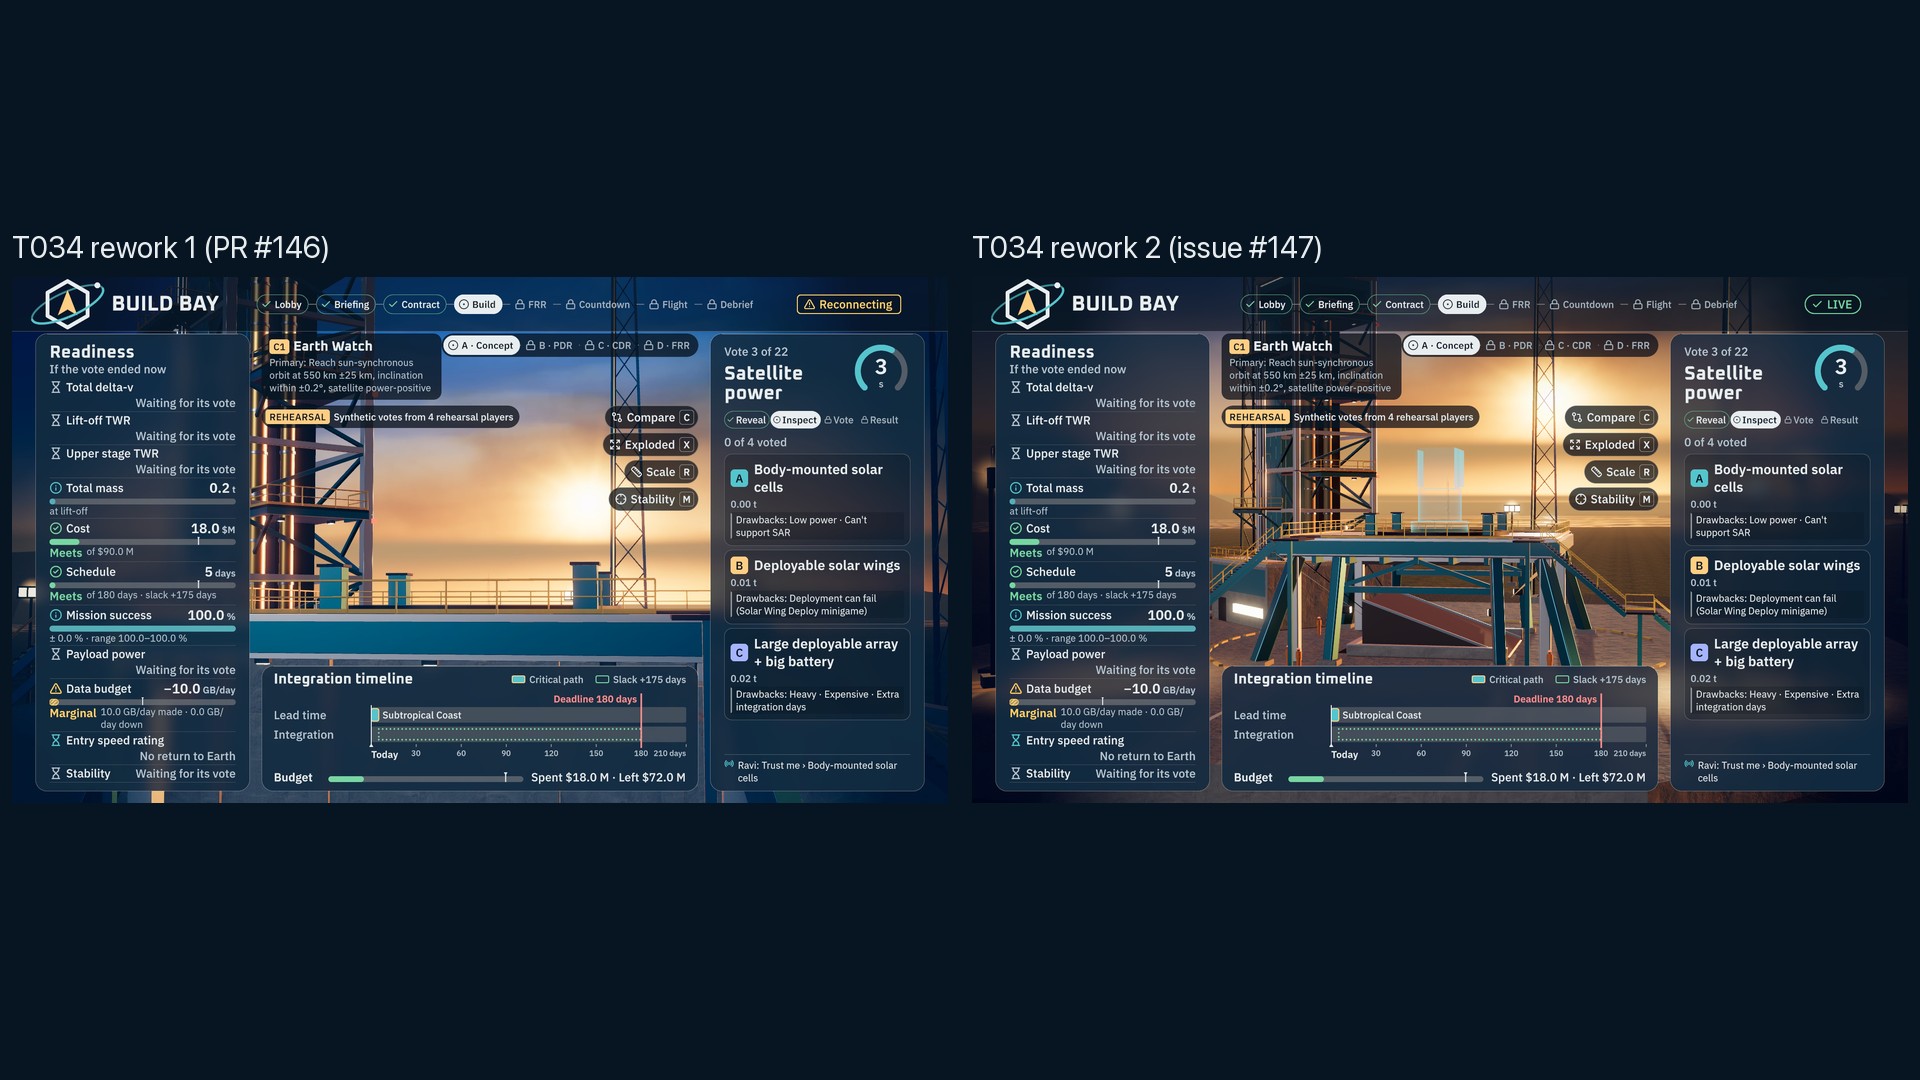 T034 rework 1 (PR #146)
BUILD BAY
Lobby
Briefing
Contract
Build
FRR
Countdown
Flight
Debrief
Reconnecting
Readiness
If the vote ended now
Total delta-v
Waiting for its vote
Lift-off TWR
Waiting for its vote
Upper stage TWR
Waiting for its vote
Total mass 0.2 t
at lift-off
Cost 18.0 $M
Meets of $90.0 M
Schedule 5 days
Meets of 180 days · slack +175 days
Mission success 100.0 %
± 0.0 % · range 100.0–100.0 %
Payload power
Waiting for its vote
Data budget −10.0 GB/day
Marginal 10.0 GB/day made · 0.0 GB/
day down
Entry speed rating
No return to Earth
Stability Waiting for its vote
C1 Earth Watch
Primary: Reach sun-synchronous
orbit at 550 km ±25 km, inclination
within ±0.2°, satellite power-positive
A · Concept
B · PDR
C · CDR
D · FRR
REHEARSAL Synthetic votes from 4 rehearsal players
Compare C
Exploded X
Scale R
Stability M
Integration timeline
Critical path
Slack +175 days
Deadline 180 days
Lead time
Subtropical Coast
Integration
Today 30 60 90 120 150 180 210 days
Budget
Spent $18.0 M · Left $72.0 M
Vote 3 of 22
Satellite
power
3
s
Reveal
Inspect
Vote
Result
0 of 4 voted
A Body-mounted solar
cells
0.00 t
Drawbacks: Low power · Can't
support SAR
B Deployable solar wings
0.01 t
Drawbacks: Deployment can fail
(Solar Wing Deploy minigame)
C Large deployable array
+ big battery
0.02 t
Drawbacks: Heavy · Expensive · Extra
integration days
Ravi: Trust me › Body-mounted solar
cells
T034 rework 2 (issue #147)
BUILD BAY
Lobby
Briefing
Contract
Build
FRR
Countdown
Flight
Debrief
LIVE
Readiness
If the vote ended now
Total delta-v
Waiting for its vote
Lift-off TWR
Waiting for its vote
Upper stage TWR
Waiting for its vote
Total mass 0.2 t
at lift-off
Cost 18.0 $M
Meets of $90.0 M
Schedule 5 days
Meets of 180 days · slack +175 days
Mission success 100.0 %
± 0.0 % · range 100.0–100.0 %
Payload power
Waiting for its vote
Data budget −10.0 GB/day
Marginal 10.0 GB/day made · 0.0 GB/
day down
Entry speed rating
No return to Earth
Stability Waiting for its vote
C1 Earth Watch
Primary: Reach sun-synchronous
orbit at 550 km ±25 km, inclination
within ±0.2°, satellite power-positive
A · Concept
B · PDR
C · CDR
D · FRR
REHEARSAL Synthetic votes from 4 rehearsal players
Compare C
Exploded X
Scale R
Stability M
Integration timeline
Critical path
Slack +175 days
Deadline 180 days
Lead time
Subtropical Coast
Integration
Today 30 60 90 120 150 180 210 days
Budget
Spent $18.0 M · Left $72.0 M
Vote 3 of 22
Satellite
power
3
s
Reveal
Inspect
Vote
Result
0 of 4 voted
A Body-mounted solar
cells
0.00 t
Drawbacks: Low power · Can't
support SAR
B Deployable solar wings
0.01 t
Drawbacks: Deployment can fail
(Solar Wing Deploy minigame)
C Large deployable array
+ big battery
0.02 t
Drawbacks: Heavy · Expensive · Extra
integration days
Ravi: Trust me › Body-mounted solar
cells